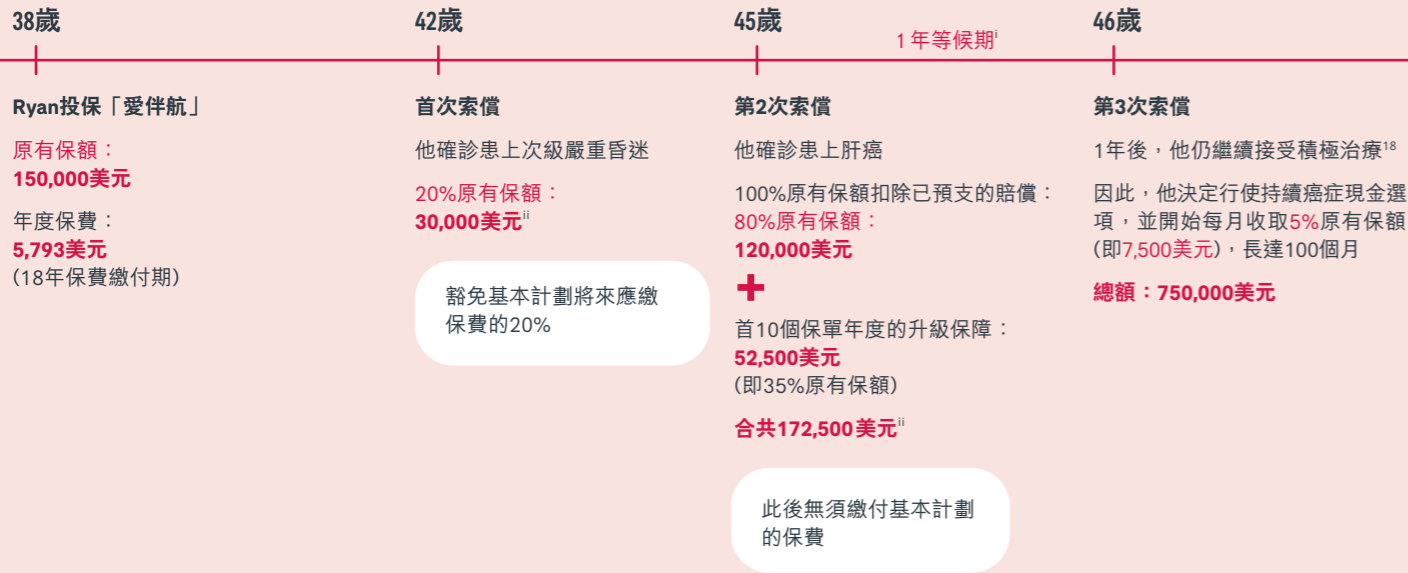 38歲
Ryan投保「愛伴航」
原有保額：
150,000美元
年度保費：
5,793美元
(18年保費繳付期)
42歲
首次索償
他確診患上次級嚴重昏迷
20%原有保額：
30,000美元ii
豁免基本計劃將來應繳
保費的20%
45歲
第2次索償
他確診患上肝癌
100%原有保額扣除已預支的賠償：
80%原有保額：
120,000美元
+
首10個保單年度的升級保障：
52,500美元
(即35%原有保額)
合共172,500美元ii
此後無須繳付基本計劃
的保費
1年等候期i
46歲
第3次索償
1年後，他仍繼續接受積極治療18
因此，他決定行使持續癌症現金選
項，並開始每月收取5%原有保額
(即7,500美元)，長達100個月
總額：750,000美元